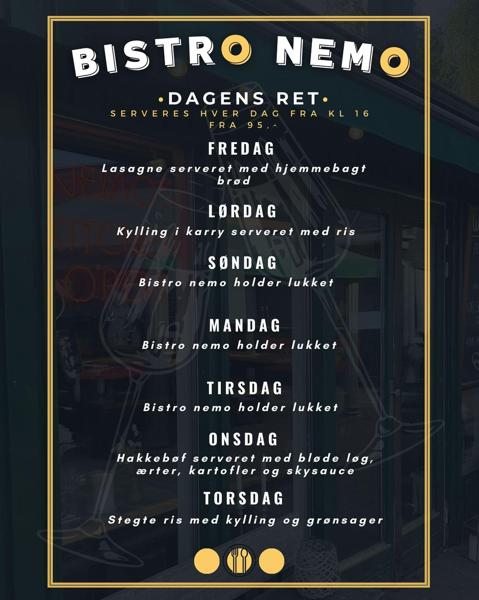 BISTRO NEMO
•DAGENS RET•
SERVERES HVER DAG FRA KL 16
FRA 95,-
FREDAG
Lasagne serveret med hjemmebagt
brød
LØRDAG
Kylling i karry serveret med ris
SØNDAG
Bistro nemo holder lukket
MANDAG
Bistro nemo holder lukket
TIRSDAG
Bistro nemo holder lukket
ONSDAG
Hakkebøf serveret med bløde løg,
ærter, kartofler og skysauce
TORSDAG
Stegte ris med kylling og grønsager